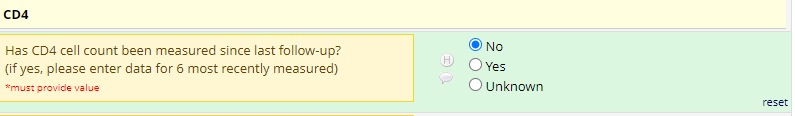 CD4
Has CD4 cell count been measured since last follow-up?
(if yes, please enter data for 6 most recently measured)
*must provide value
H
No
Yes
Unknown
reset